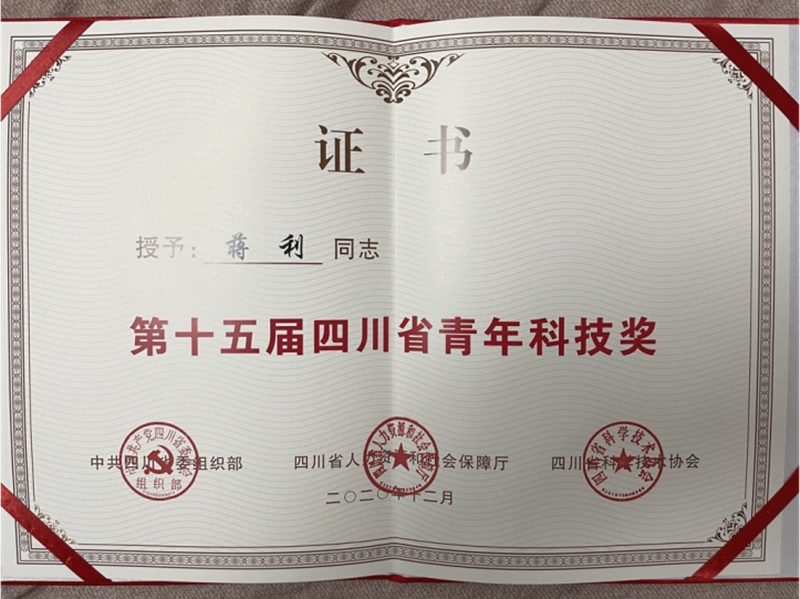 证 书
授予： 蒋 利 同志
第十五届四川省青年科技奖
中共四川省委组织部 四川省人力资源和社会保障厅 四川省科学技术协会
组织部
二〇二〇年十二月